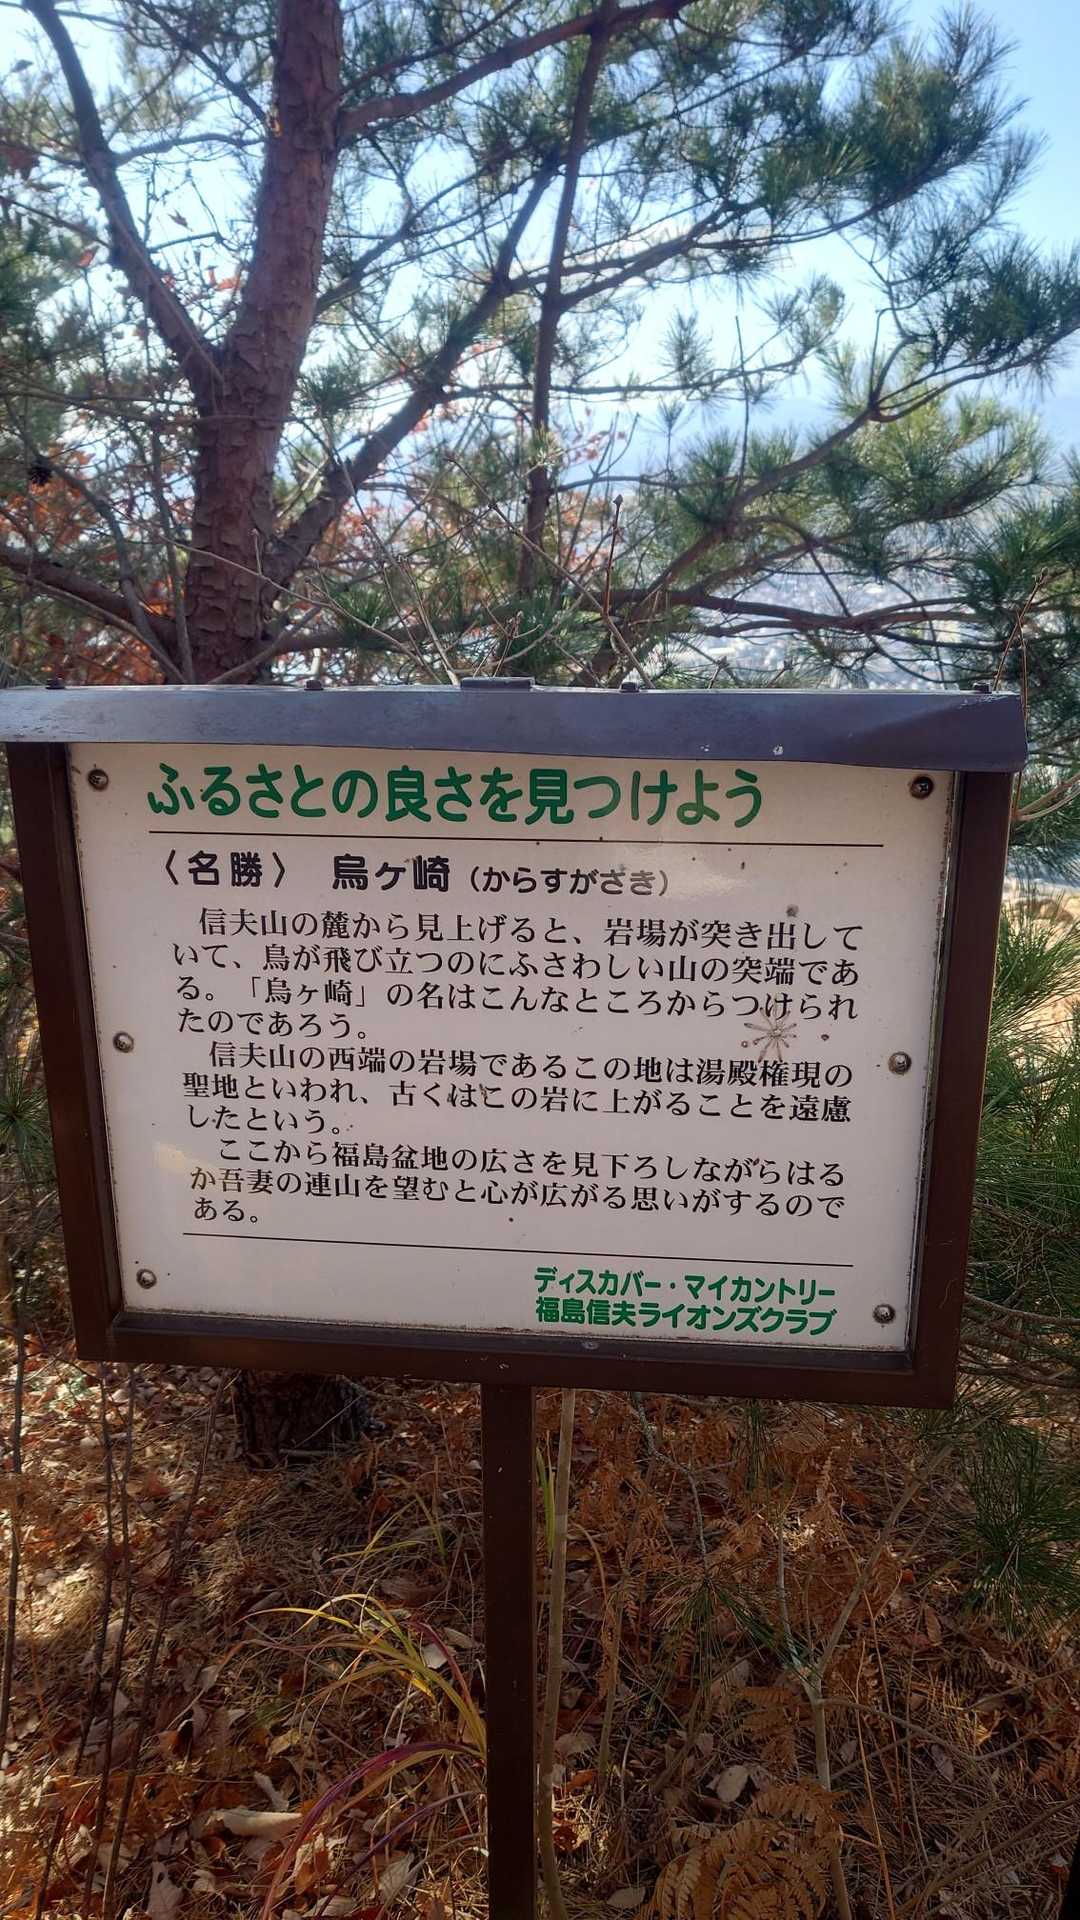 ふるさとの良さを見つけよう
〈名勝〉 烏ヶ崎（からすがざき）
信夫山の麓から見上げると、岩場が突き出して
いて、鳥が飛び立つのにふさわしい山の突端であ
る。「烏ヶ崎」の名はこんなところからつけられ
たのであろう。
信夫山の西端の岩場であるこの地は湯殿権現の
聖地といわれ、古くはこの岩に上がることを遠慮
したという。
ここから福島盆地の広さを見下ろしながらはる
か吾妻の連山を望むと心が広がる思いがするので
ある。
ディスカバー・マイカントリー
福島信夫ライオンズクラブ